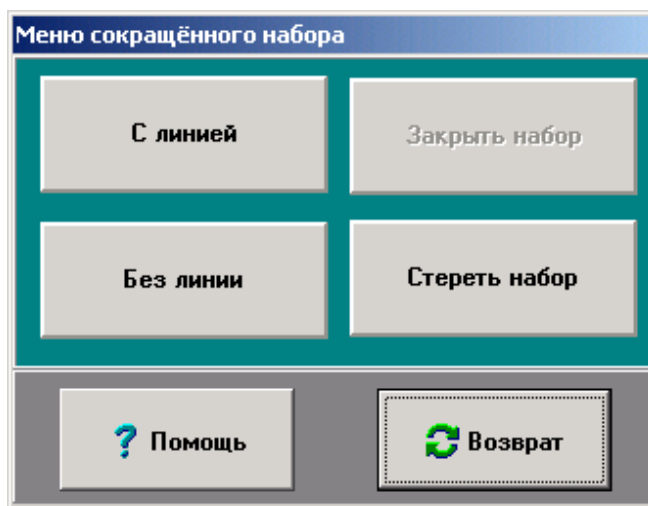 Меню сокращённого набора
С линией
Закрыть набор
Без линии
Стереть набор
? Помощь
Возврат